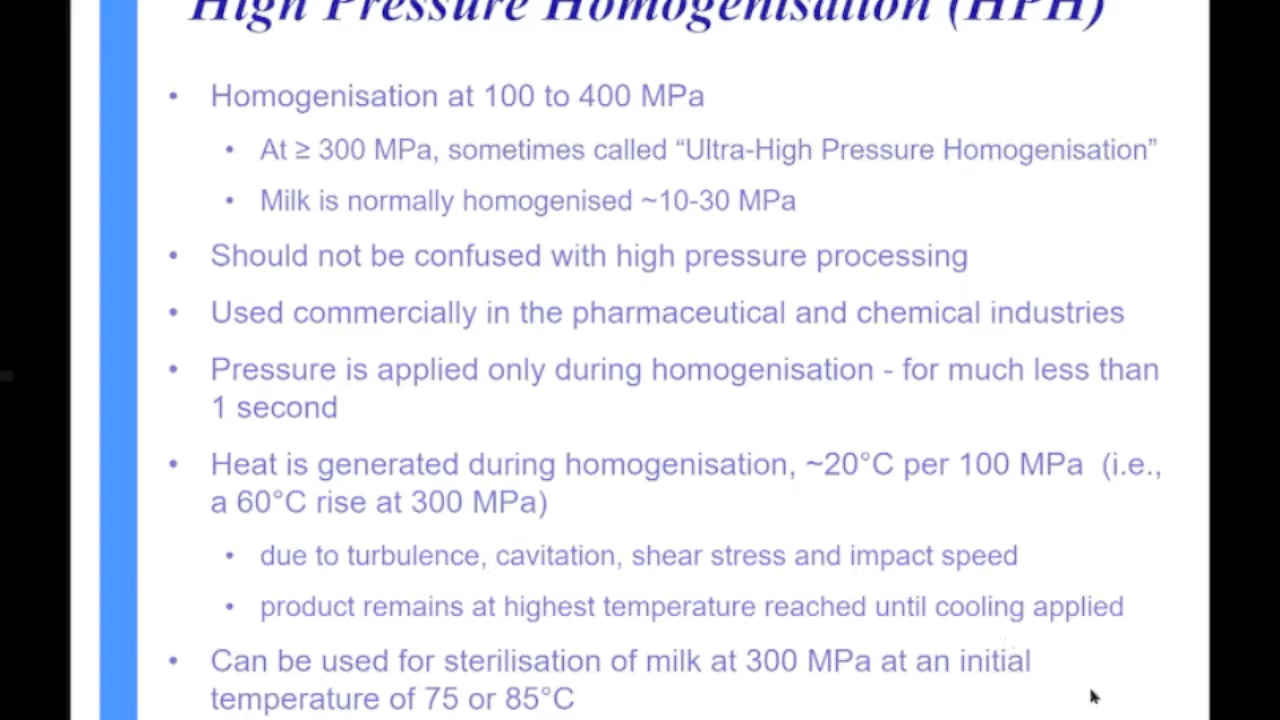 High Pressure Homogenisation (HPH)
• Homogenisation at 100 to 400 MPa
• At ≥ 300 MPa, sometimes called “Ultra-High Pressure Homogenisation”
• Milk is normally homogenised ~10-30 MPa
• Should not be confused with high pressure processing
• Used commercially in the pharmaceutical and chemical industries
• Pressure is applied only during homogenisation - for much less than
1 second
• Heat is generated during homogenisation, ~20°C per 100 MPa (i.e.,
a 60°C rise at 300 MPa)
• due to turbulence, cavitation, shear stress and impact speed
• product remains at highest temperature reached until cooling applied
• Can be used for sterilisation of milk at 300 MPa at an initial
temperature of 75 or 85°C